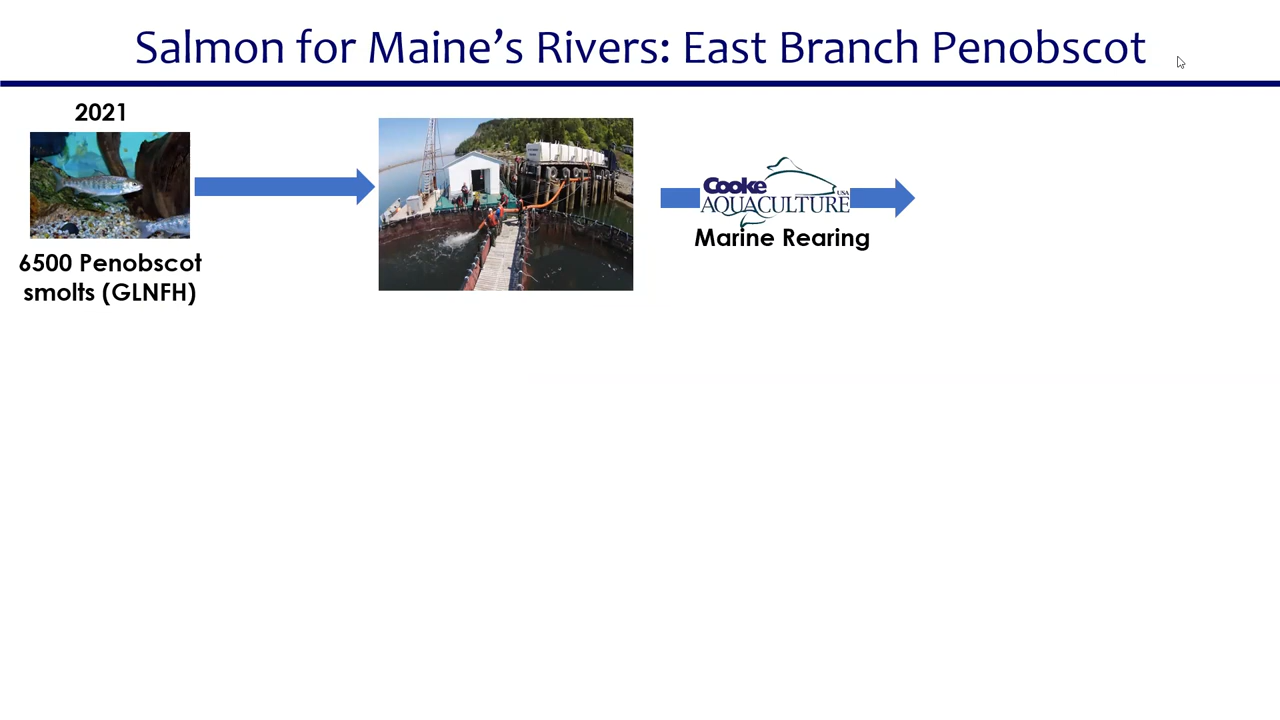 Salmon for Maine's Rivers: East Branch Penobscot
2021
6500 Penobscot
smolts (GLNFH)
Cooke
USA
AQUACULTURE
Marine Rearing